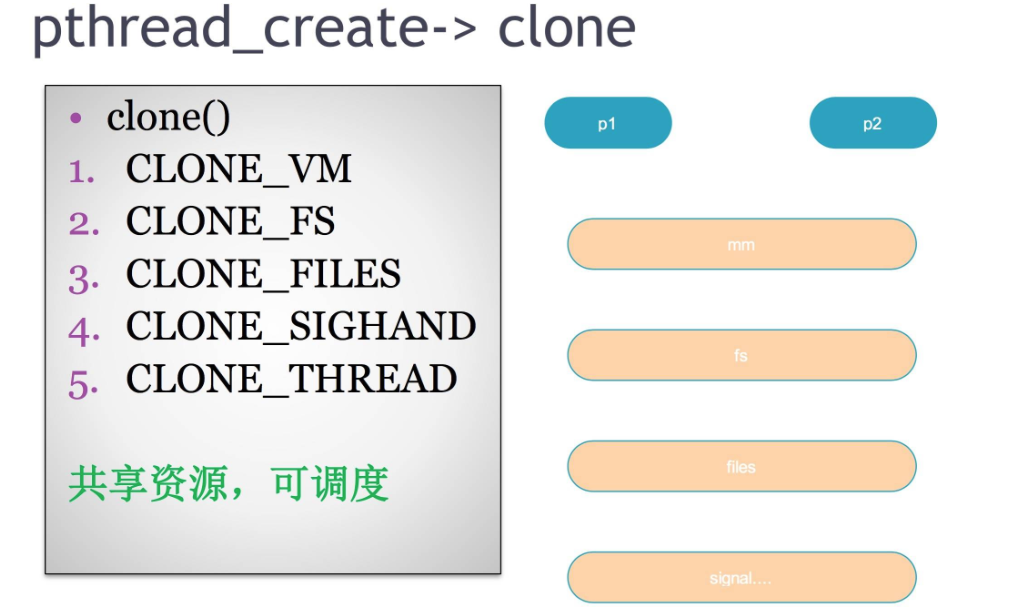 pthread_create-> clone
• clone()
1. CLONE_VM
2. CLONE_FS
3. CLONE_FILES
4. CLONE_SIGHAND
5. CLONE_THREAD
共享资源，可调度
p1
p2
mm
fs
files
signal....